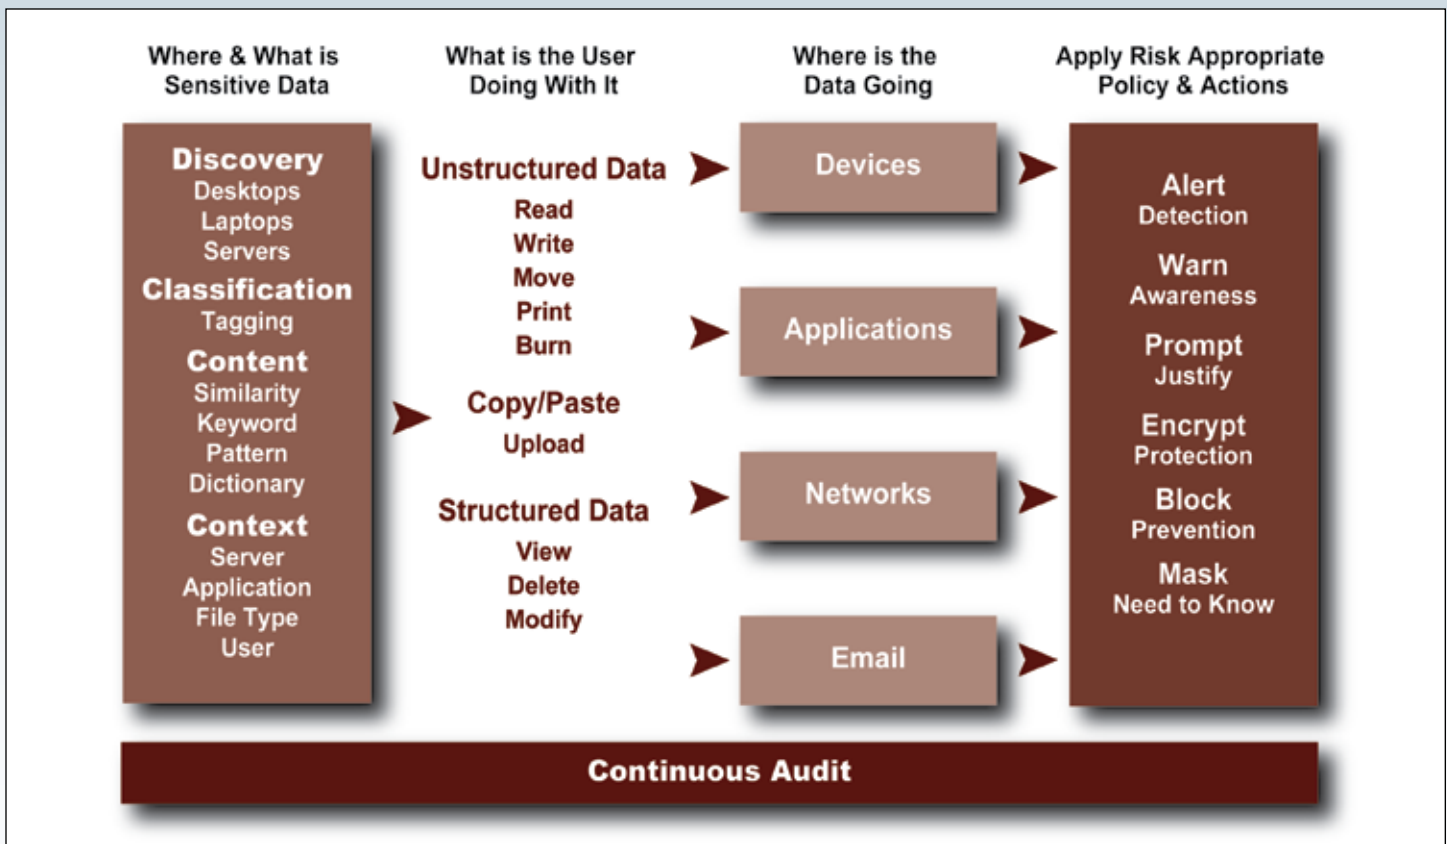 Where & What is
Sensitive Data
Discovery
Desktops
Laptops
Servers
Classification
Tagging
Content
Similarity
Keyword
Pattern
Dictionary
Context
Server
Application
File Type
User
What is the User
Doing With It
Unstructured Data
Read
Write
Move
Print
Burn
Copy/Paste
Upload
Structured Data
View
Delete
Modify
Where is the
Data Going
Devices
Applications
Networks
Email
Apply Risk Appropriate
Policy & Actions
Alert
Detection
Warn
Awareness
Prompt
Justify
Encrypt
Protection
Block
Prevention
Mask
Need to Know
Continuous Audit